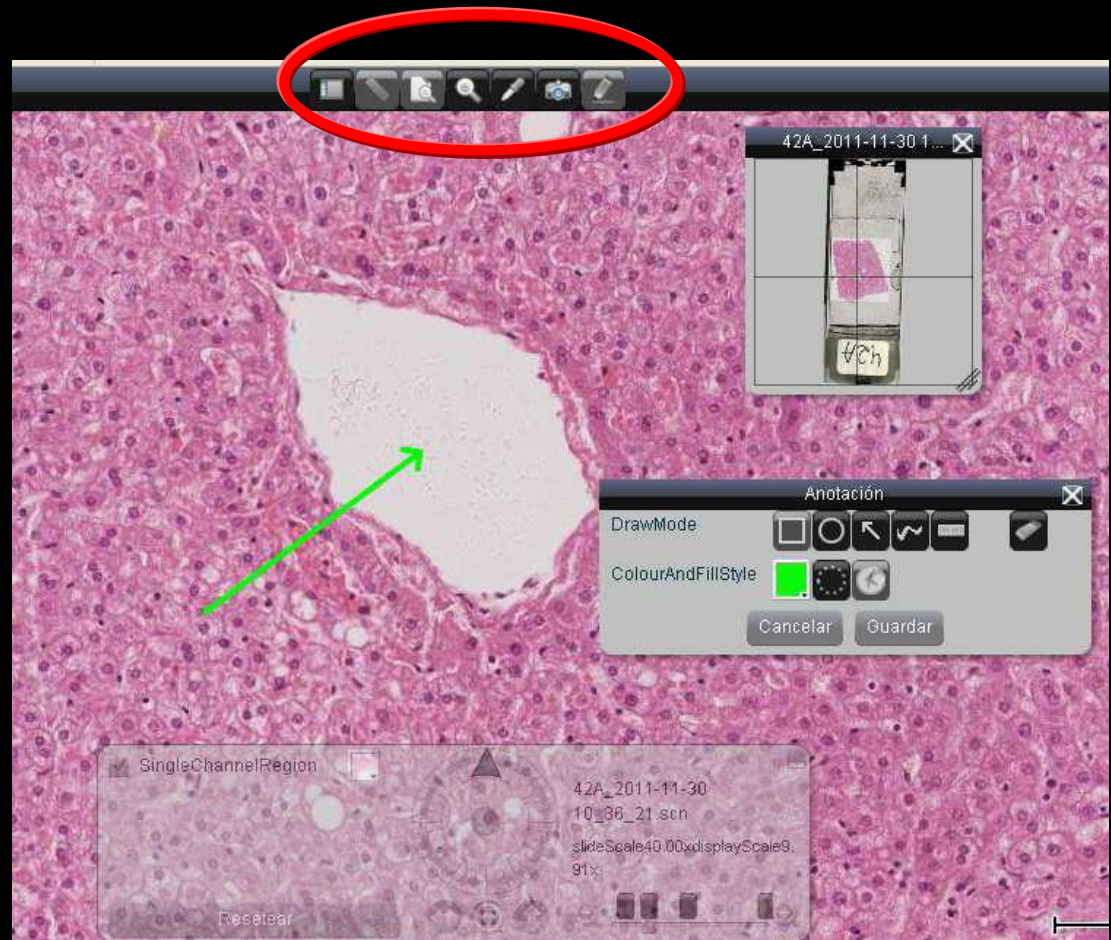 42A_2011-11-30 1...
42A
Anotación
DrawMode
ColourAndFillStyle
Cancelar
Guardar
SingleChannelRegion
42A_2011-11-30
10_36_21.scn
slideScale40.00xdisplayScale9.
91x
Resetear